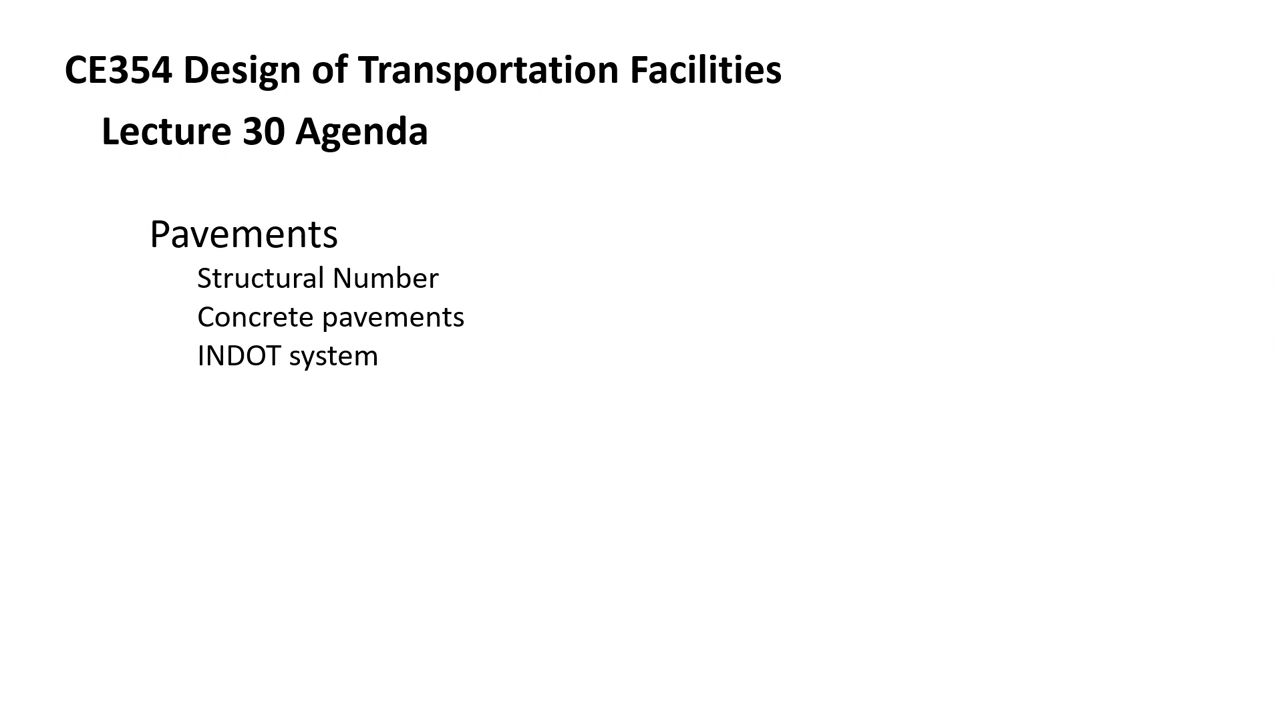 CE354 Design of Transportation Facilities
Lecture 30 Agenda
Pavements
Structural Number
Concrete pavements
INDOT system